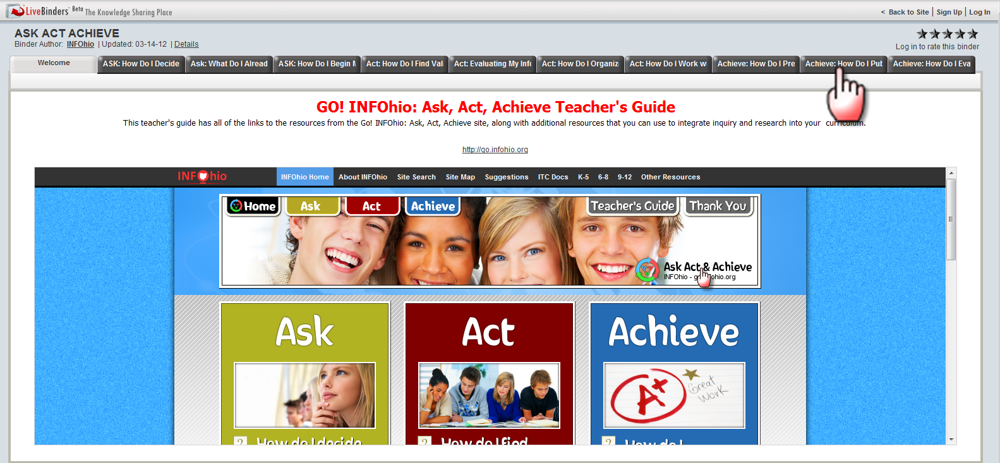 LiveBinders Beta The Knowledge Sharing Place
< Back to Site | Sign Up | Log In
ASK ACT ACHIEVE
Binder Author: INFOhio | Updated: 03-14-12 | Details
Log in to rate this binder
Welcome
ASK: How Do I Decide
Ask: What Do I Alread
ASK: How Do I Begin M
Act: How Do I Find Val
Act: Evaluating My Info
Act: How Do I Organiz
Act: How Do I Work w
Achieve: How Do I Pre
Achieve: How Do I Put
Achieve: How Do I Eva
GO! INFOhio: Ask, Act, Achieve Teacher's Guide
This teacher's guide has all of the links to the resources from the Go! INFOhio: Ask, Act, Achieve site, along with additional resources that you can use to integrate inquiry and research into your curriculum.
http://go.infohio.org
INFOhio
INFOhio Home About INFOhio Site Search Site Map Suggestions ITC Docs K-5 6-8 9-12 Other Resources
Home Ask Act Achieve Teacher's Guide Thank You
Ask Act & Achieve
INFOhio - go.infohio.org
Ask
Act
Achieve
A+
Great
Work
? How do I decide
? How do I find
? How do I